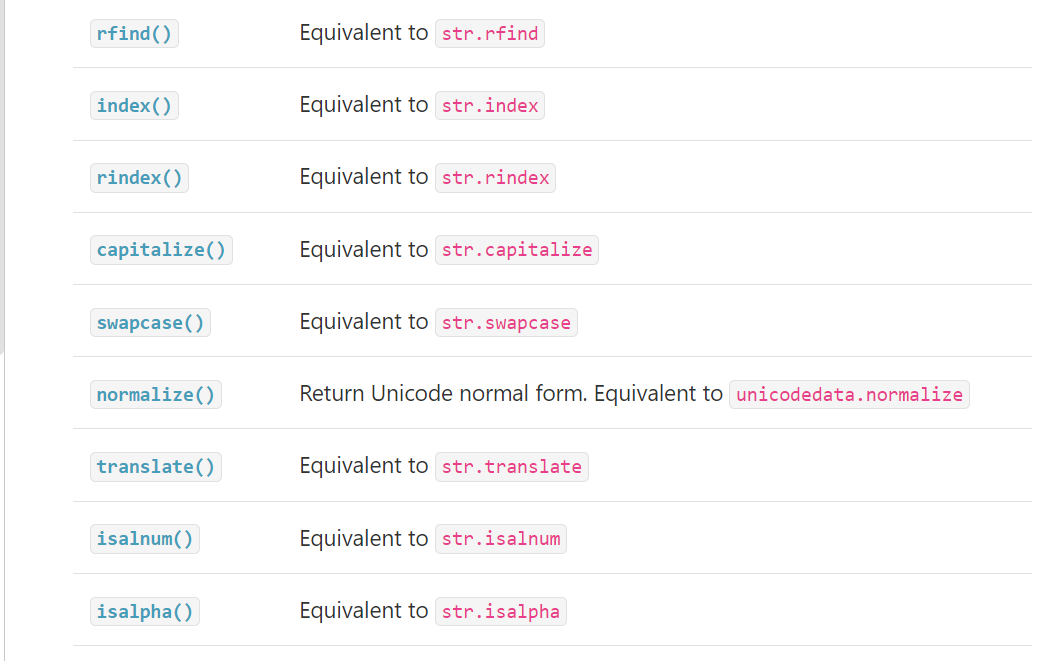 rfind() Equivalent to str.rfind
index() Equivalent to str.index
rindex() Equivalent to str.rindex
capitalize() Equivalent to str.capitalize
swapcase() Equivalent to str.swapcase
normalize() Return Unicode normal form. Equivalent to unicodedata.normalize
translate() Equivalent to str.translate
isalnum() Equivalent to str.isalnum
isalpha() Equivalent to str.isalpha